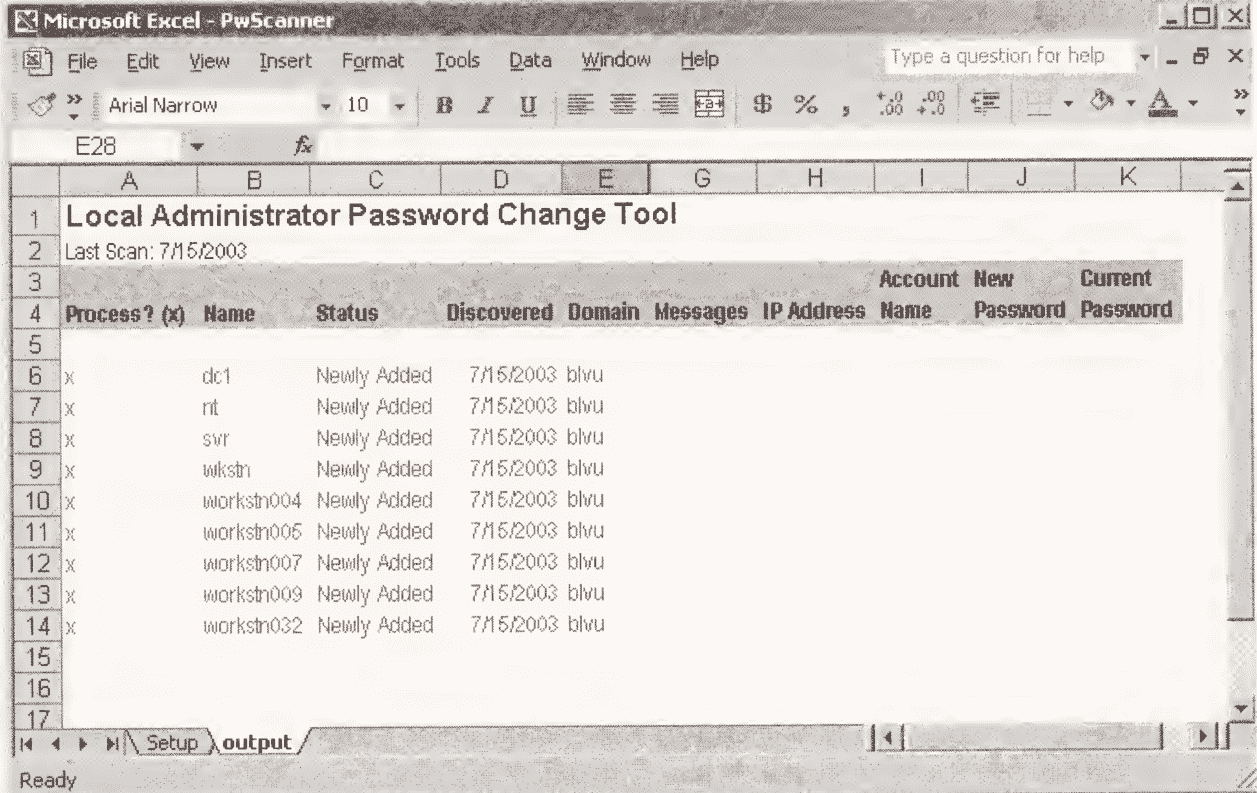 Microsoft Excel - PwScanner
File Edit View Insert Format Tools Data Window Help Type a question for help
Arial Narrow 10 B I U $ % , .00 .00 A
E28 fx
A B C D E G H I J K
1 Local Administrator Password Change Tool
2 Last Scan: 7/15/2003
3 Account New Current
4 Process? (x) Name Status Discovered Domain Messages IP Address Name Password Password
5
6 x dc1 Newly Added 7/15/2003 blvu
7 x nt Newly Added 7/15/2003 blvu
8 x svr Newly Added 7/15/2003 blvu
9 x wkstn Newly Added 7/15/2003 blvu
10 x workstn004 Newly Added 7/15/2003 blvu
11 x workstn005 Newly Added 7/15/2003 blvu
12 x workstn007 Newly Added 7/15/2003 blvu
13 x workstn009 Newly Added 7/15/2003 blvu
14 x workstn032 Newly Added 7/15/2003 blvu
15
16
17
Setup output
Ready